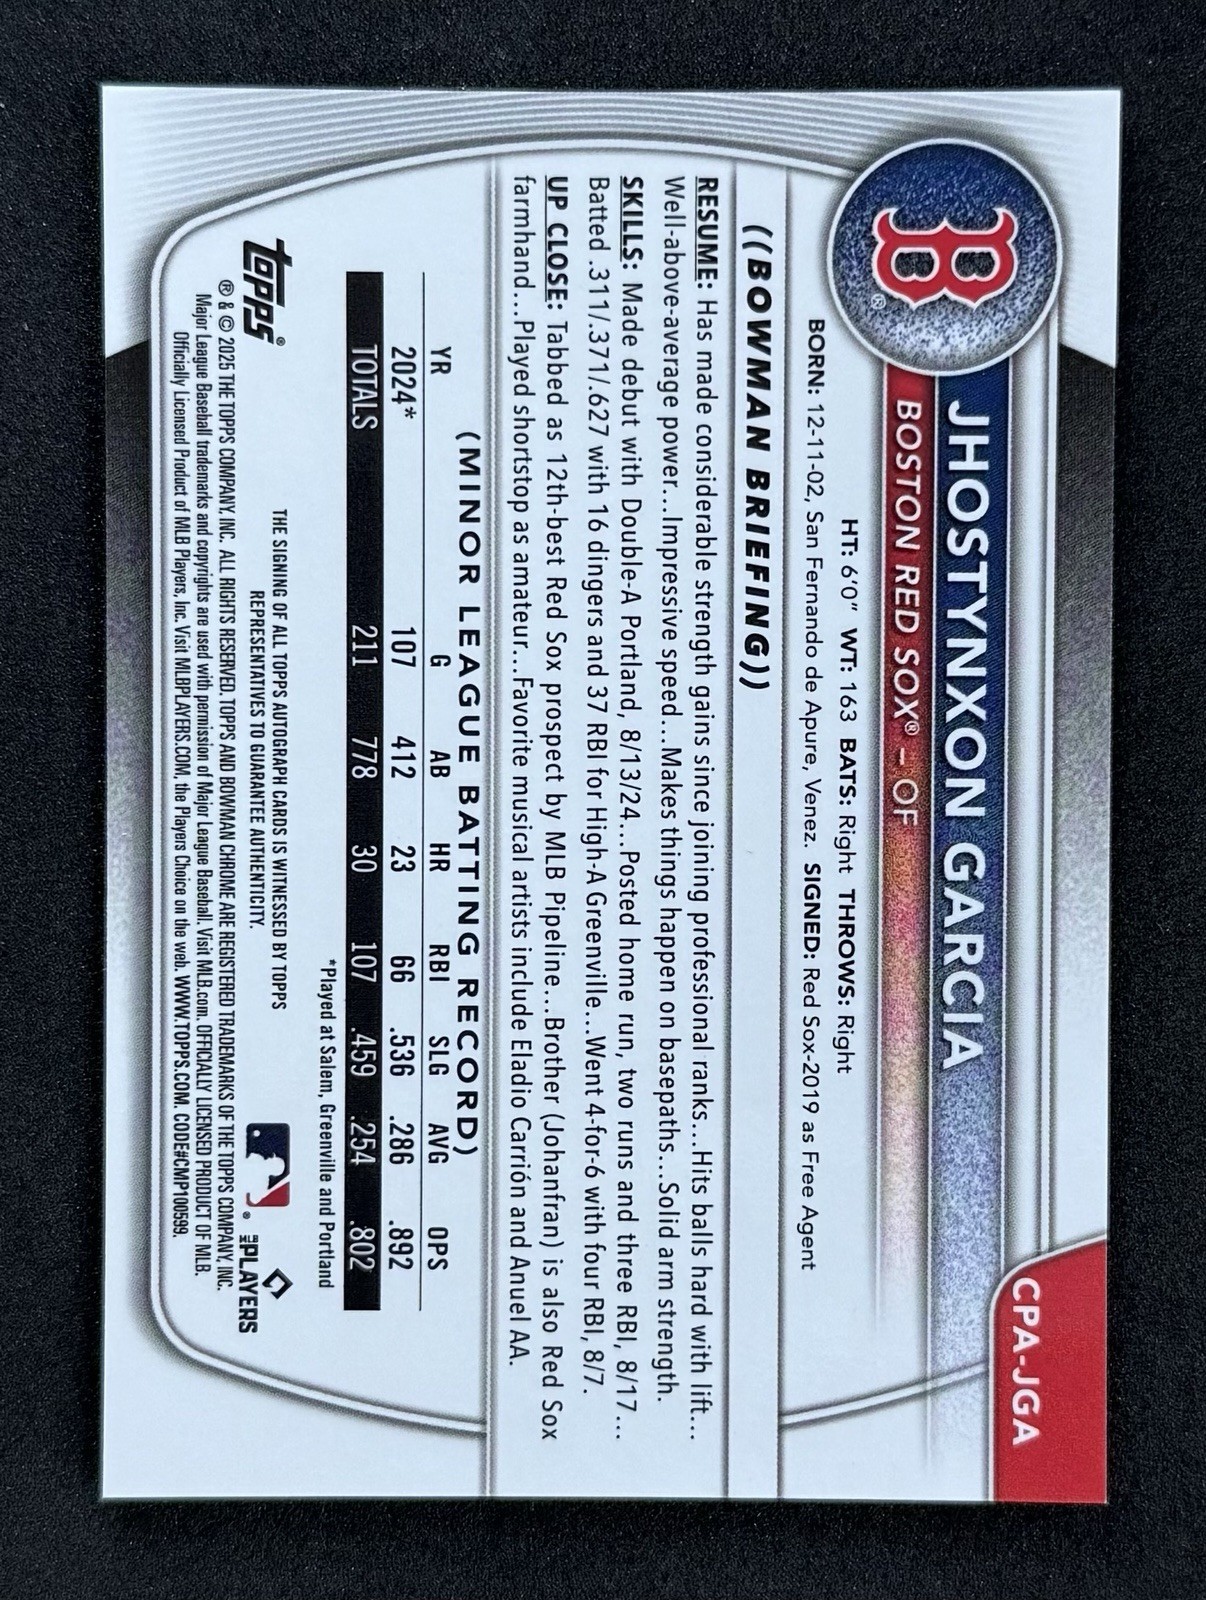 CPA-JGA
B®
JHOSTYNXON GARCIA
BOSTON RED SOX® – OF
HT: 6'0" WT: 163 BATS: Right THROWS: Right
BORN: 12-11-02, San Fernando de Apure, Venez. SIGNED: Red Sox-2019 as Free Agent
((BOWMAN BRIEFING))
RESUME: Has made considerable strength gains since joining professional ranks...Hits balls hard with lift...
Well-above-average power...Impressive speed...Makes things happen on basepaths...Solid arm strength.
SKILLS: Made debut with Double-A Portland, 8/13/24...Posted home run, two runs and three RBI, 8/17...
Batted .311/.371/.627 with 16 dingers and 37 RBI for High-A Greenville...Went 4-for-6 with four RBI, 8/7.
UP CLOSE: Tabbed as 12th-best Red Sox prospect by MLB Pipeline...Brother (Johanfran) is also Red Sox
farmhand...Played shortstop as amateur...Favorite musical artists include Eladio Carrión and Anuel AA.
(MINOR LEAGUE BATTING RECORD)
YR G AB HR RBI SLG AVG OPS
2024* 107 412 23 66 .536 .286 .892
TOTALS 211 778 30 107 .459 .254 .802
*Played at Salem, Greenville and Portland
topps®
THE SIGNING OF ALL TOPPS AUTOGRAPH CARDS IS WITNESSED BY TOPPS
REPRESENTATIVES TO GUARANTEE AUTHENTICITY.
® MLB PLAYERS
® & © 2025 THE TOPPS COMPANY, INC. ALL RIGHTS RESERVED. TOPPS AND BOWMAN CHROME ARE REGISTERED TRADEMARKS OF THE TOPPS COMPANY, INC.
Major League Baseball trademarks and copyrights are used with permission of Major League Baseball. Visit MLB.com. OFFICIALLY LICENSED PRODUCT OF MLB.
Officially Licensed Product of MLB Players, Inc. Visit MLBPLAYERS.COM, the Players Choice on the web. WWW.TOPPS.COM. CODE#CMP100599.